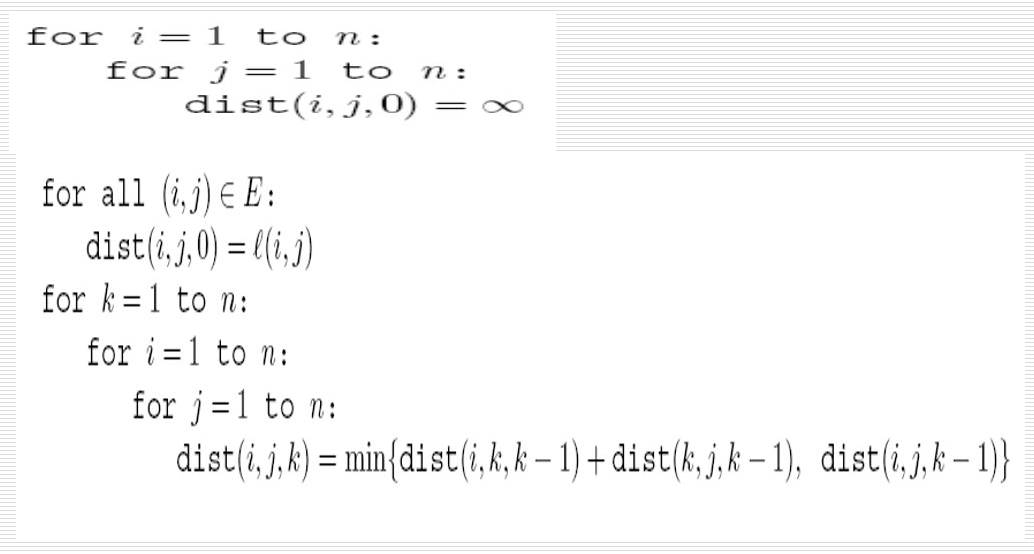 for i = 1 to n:
for j = 1 to n:
dist(i, j, 0) = ∞
for all (i, j) ∈ E:
dist(i, j, 0) = ℓ(i, j)
for k = 1 to n:
for i = 1 to n:
for j = 1 to n:
dist(i, j, k) = min{dist(i, k, k − 1) + dist(k, j, k − 1), dist(i, j, k − 1)}